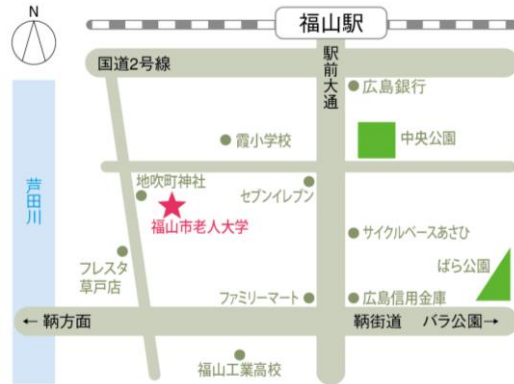 N
福山駅
国道2号線
駅前大通
広島銀行
中央公園
霞小学校
地吹町神社
セブンイレブン
芦田川
福山市老人大学
サイクルベースあさひ
フレスタ
草戸店
ばら公園
ファミリーマート
広島信用金庫
← 鞆方面
鞆街道 バラ公園→
福山工業高校